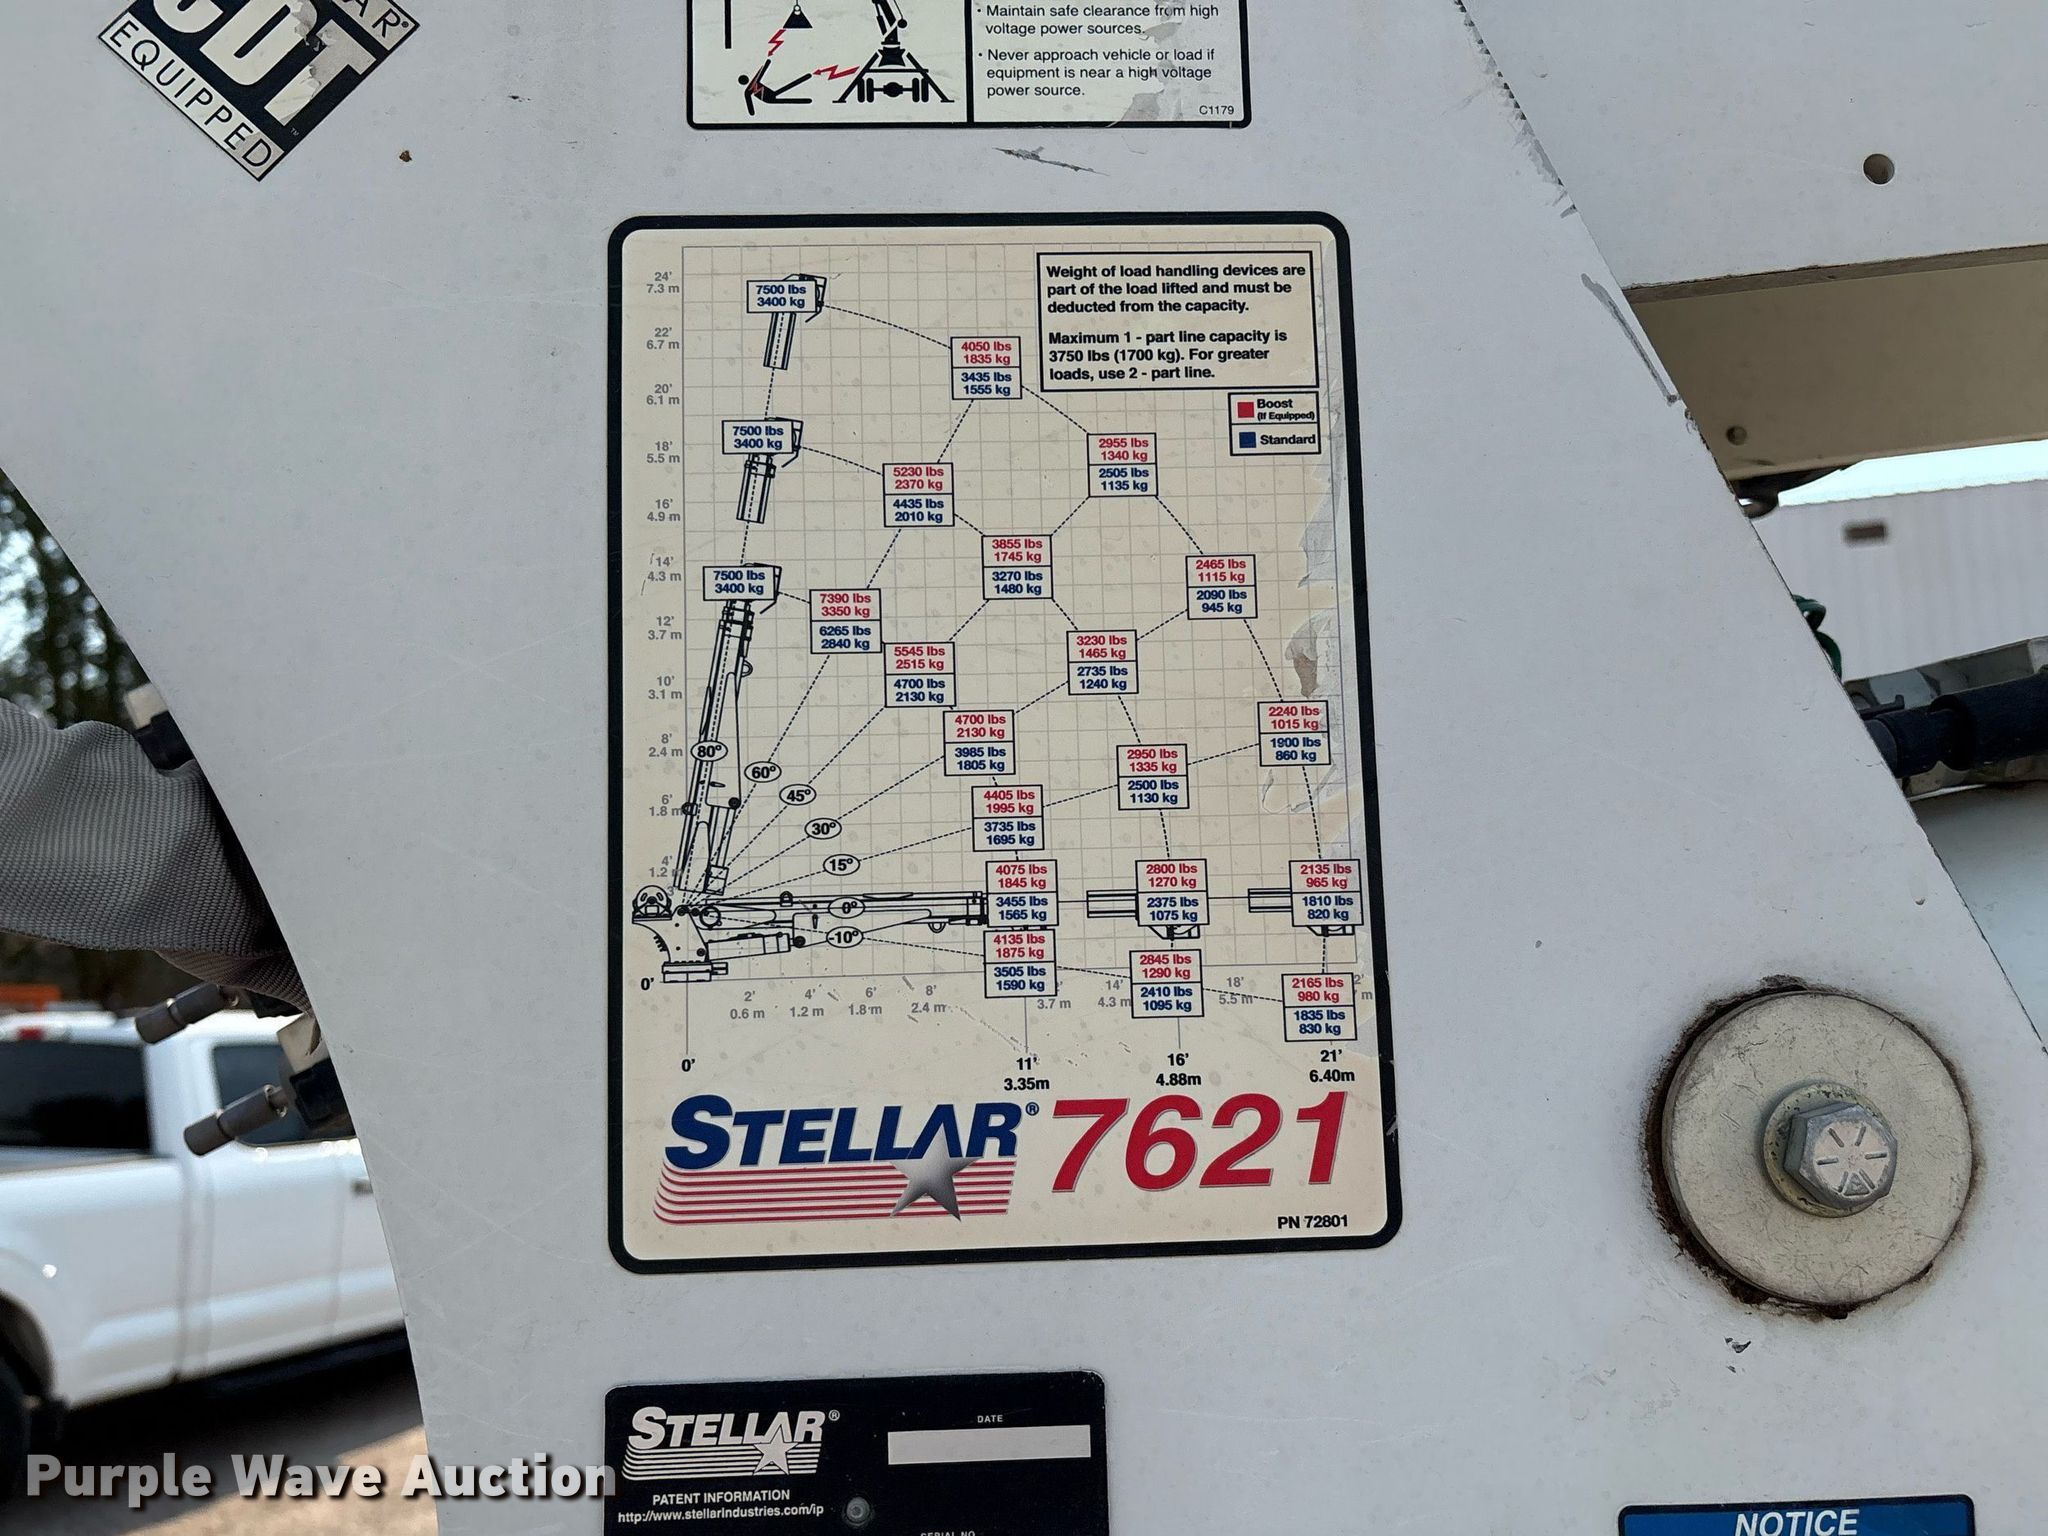 EQUIPPED
• Maintain safe clearance from high
voltage power sources.
• Never approach vehicle or load if
equipment is near a high voltage
power source.
C1179
Weight of load handling devices are
part of the load lifted and must be
deducted from the capacity.
Maximum 1 - part line capacity is
3750 lbs (1700 kg). For greater
loads, use 2 - part line.
Boost
(If Equipped)
Standard
24'
7.3 m
22'
6.7 m
20'
6.1 m
18'
5.5 m
16'
4.9 m
14'
4.3 m
12'
3.7 m
10'
3.1 m
8'
2.4 m
6'
1.8 m
4'
1.2
0'
7500 lbs
3400 kg
4050 lbs
1835 kg
3435 lbs
1555 kg
7500 lbs
3400 kg
5230 lbs
2370 kg
4435 lbs
2010 kg
2955 lbs
1340 kg
2505 lbs
1135 kg
7500 lbs
3400 kg
7390 lbs
3350 kg
6265 lbs
2840 kg
3855 lbs
1745 kg
3270 lbs
1480 kg
2465 lbs
1115 kg
2090 lbs
945 kg
5545 lbs
2515 kg
4700 lbs
2130 kg
3230 lbs
1465 kg
2735 lbs
1240 kg
4700 lbs
2130 kg
3985 lbs
1805 kg
2240 lbs
1015 kg
1900 lbs
860 kg
2950 lbs
1335 kg
2500 lbs
1130 kg
4405 lbs
1995 kg
3735 lbs
1695 kg
4075 lbs
1845 kg
3455 lbs
1565 kg
2800 lbs
1270 kg
2375 lbs
1075 kg
2135 lbs
965 kg
1810 lbs
820 kg
4135 lbs
1875 kg
3505 lbs
1590 kg
2845 lbs
1290 kg
2410 lbs
1095 kg
2165 lbs
980 kg
1835 lbs
830 kg
80º
60º
45º
30º
15º
0º
-10º
2' 4' 6' 8' 14' 18'
0.6 m 1.2 m 1.8 m 2.4 m 3.7 m 4.3 m 5.5 m
0' 11' 16' 21'
3.35m 4.88m 6.40m
STELLAR® 7621
PN 72801
STELLAR®
DATE
PATENT INFORMATION
http://www.stellarindustries.com/ip
SERIAL NO.
NOTICE
Purple Wave Auction